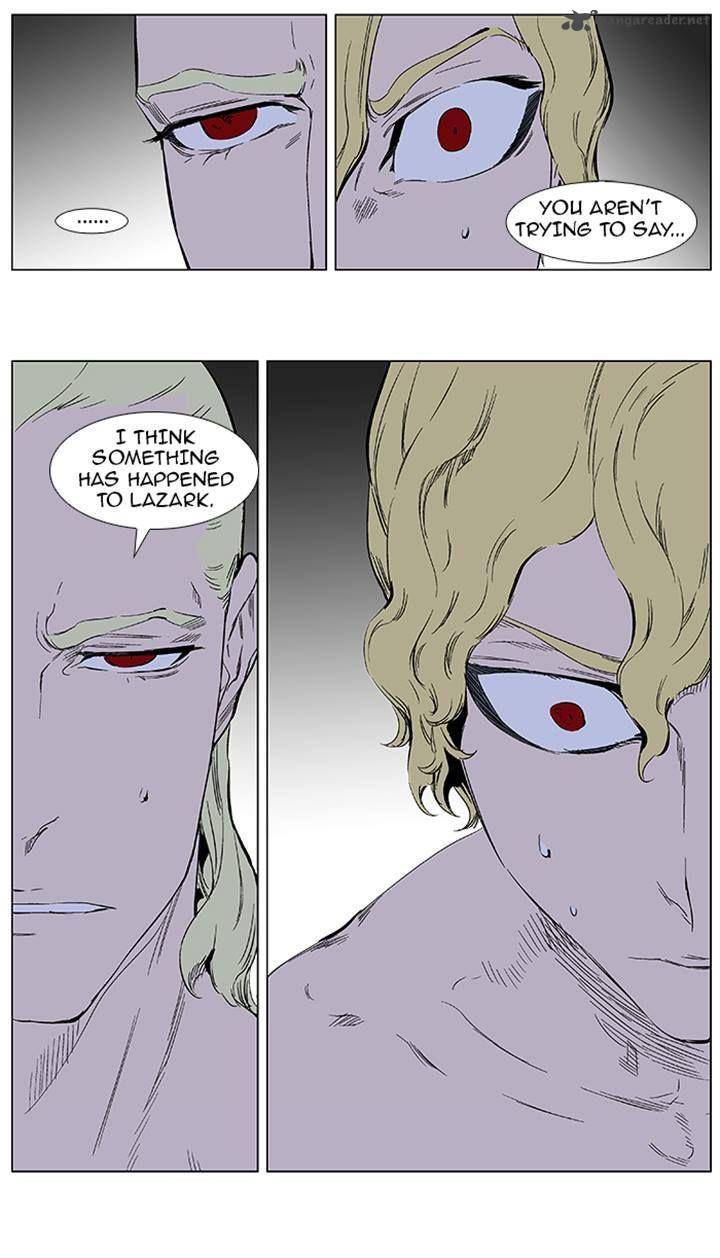 mangareader.net
......
YOU AREN'T
TRYING TO SAY...
I THINK
SOMETHING
HAS HAPPENED
TO LAZARK.